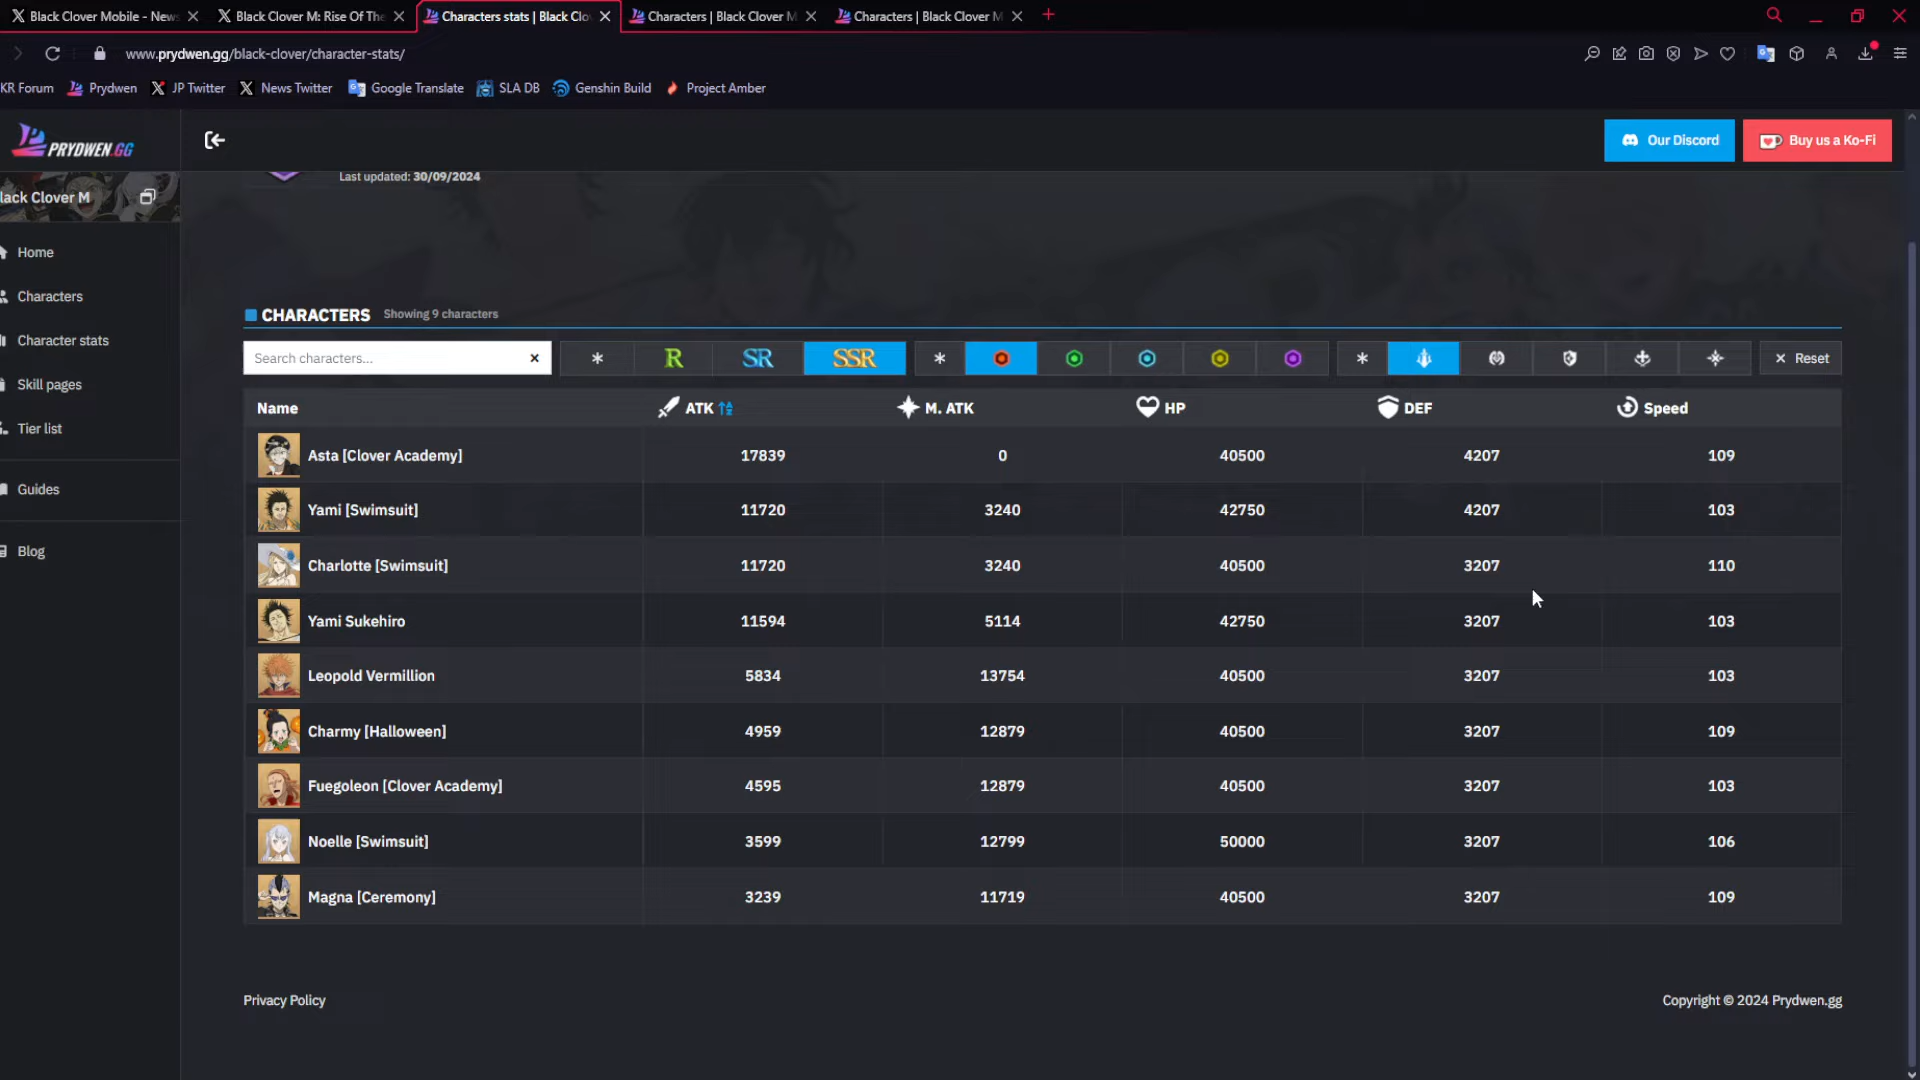 Black Clover Mobile - News
Black Clover M: Rise Of The
Characters stats | Black Clo
Characters | Black Clover M
Characters | Black Clover M
www.prydwen.gg/black-clover/character-stats/
KR Forum
Prydwen
JP Twitter
News Twitter
Google Translate
SLA DB
Genshin Build
Project Amber
PRYDWEN.GG
Our Discord
Buy us a Ko-Fi
lack Clover M
Last updated: 30/09/2024
Home
Characters
Character stats
Skill pages
Tier list
Guides
Blog
CHARACTERS Showing 9 characters
Search characters... R SR SSR Reset
Name ATK M. ATK HP DEF Speed
Asta [Clover Academy] 17839 0 40500 4207 109
Yami [Swimsuit] 11720 3240 42750 4207 103
Charlotte [Swimsuit] 11720 3240 40500 3207 110
Yami Sukehiro 11594 5114 42750 3207 103
Leopold Vermillion 5834 13754 40500 3207 103
Charmy [Halloween] 4959 12879 40500 3207 109
Fuegoleon [Clover Academy] 4595 12879 40500 3207 103
Noelle [Swimsuit] 3599 12799 50000 3207 106
Magna [Ceremony] 3239 11719 40500 3207 109
Privacy Policy
Copyright © 2024 Prydwen.gg